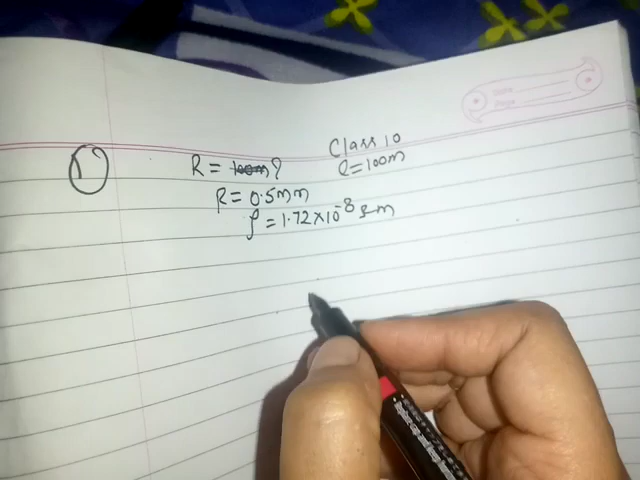 Class 10
①
R = ? l = 100m
R = 0.5mm
ρ = 1.72×10⁻⁸ Ωm